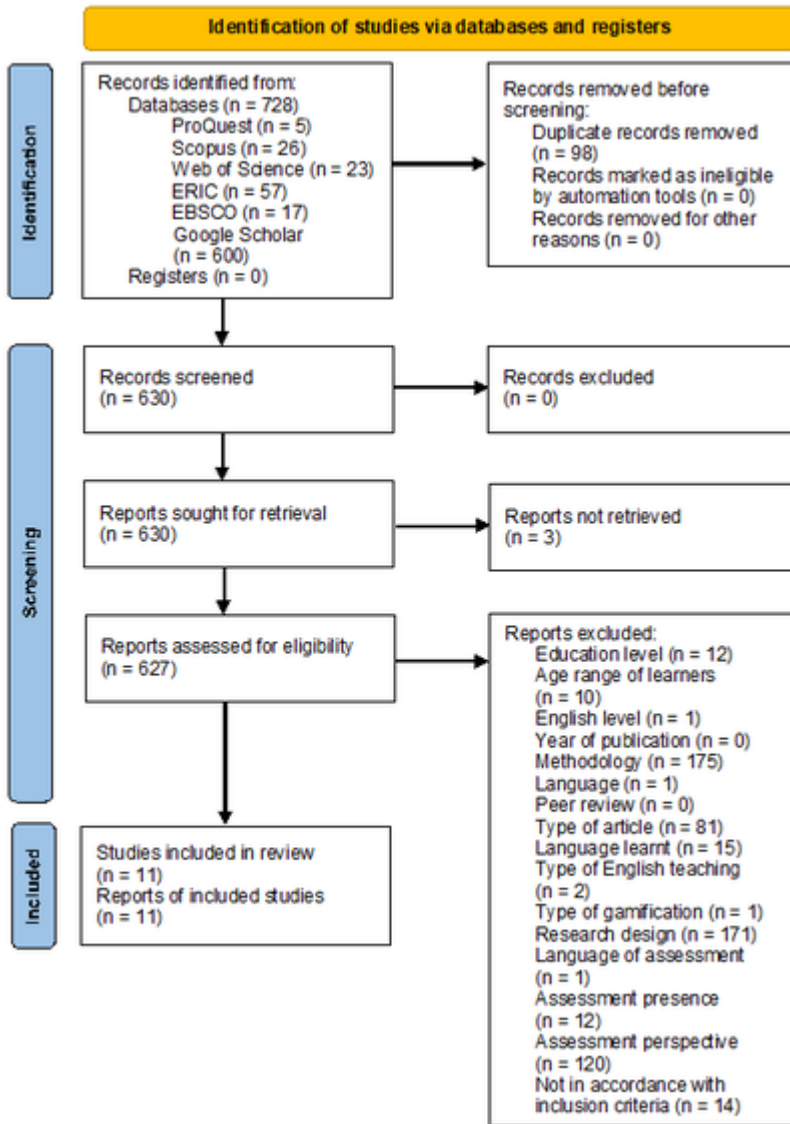 Identification of studies via databases and registers
Identification
Records identified from:
Databases (n = 728)
ProQuest (n = 5)
Scopus (n = 26)
Web of Science (n = 23)
ERIC (n = 57)
EBSCO (n = 17)
Google Scholar
(n = 600)
Registers (n = 0)
Records removed before
screening:
Duplicate records removed
(n = 98)
Records marked as ineligible
by automation tools (n = 0)
Records removed for other
reasons (n = 0)
Screening
Records screened
(n = 630)
Records excluded
(n = 0)
Reports sought for retrieval
(n = 630)
Reports not retrieved
(n = 3)
Reports assessed for eligibility
(n = 627)
Reports excluded:
Education level (n = 12)
Age range of learners
(n = 10)
English level (n = 1)
Year of publication (n = 0)
Methodology (n = 175)
Language (n = 1)
Peer review (n = 0)
Type of article (n = 81)
Language learnt (n = 15)
Type of English teaching
(n = 2)
Type of gamification (n = 1)
Research design (n = 171)
Language of assessment
(n = 1)
Assessment presence
(n = 12)
Assessment perspective
(n = 120)
Not in accordance with
inclusion criteria (n = 14)
Included
Studies included in review
(n = 11)
Reports of included studies
(n = 11)